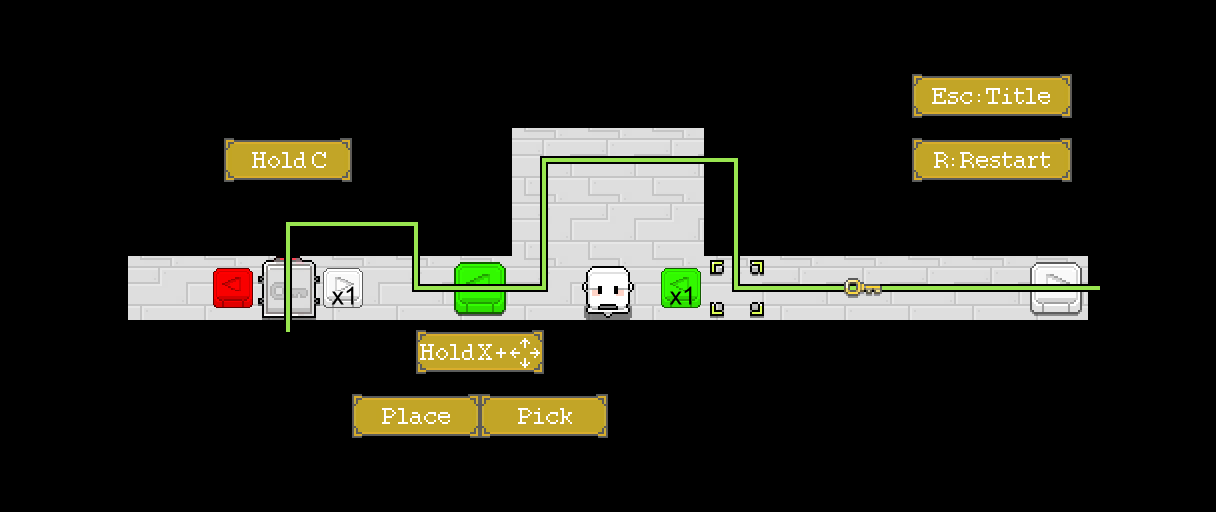 Esc:Title
Hold C
R:Restart
x1
x1
Hold X+
Place
Pick